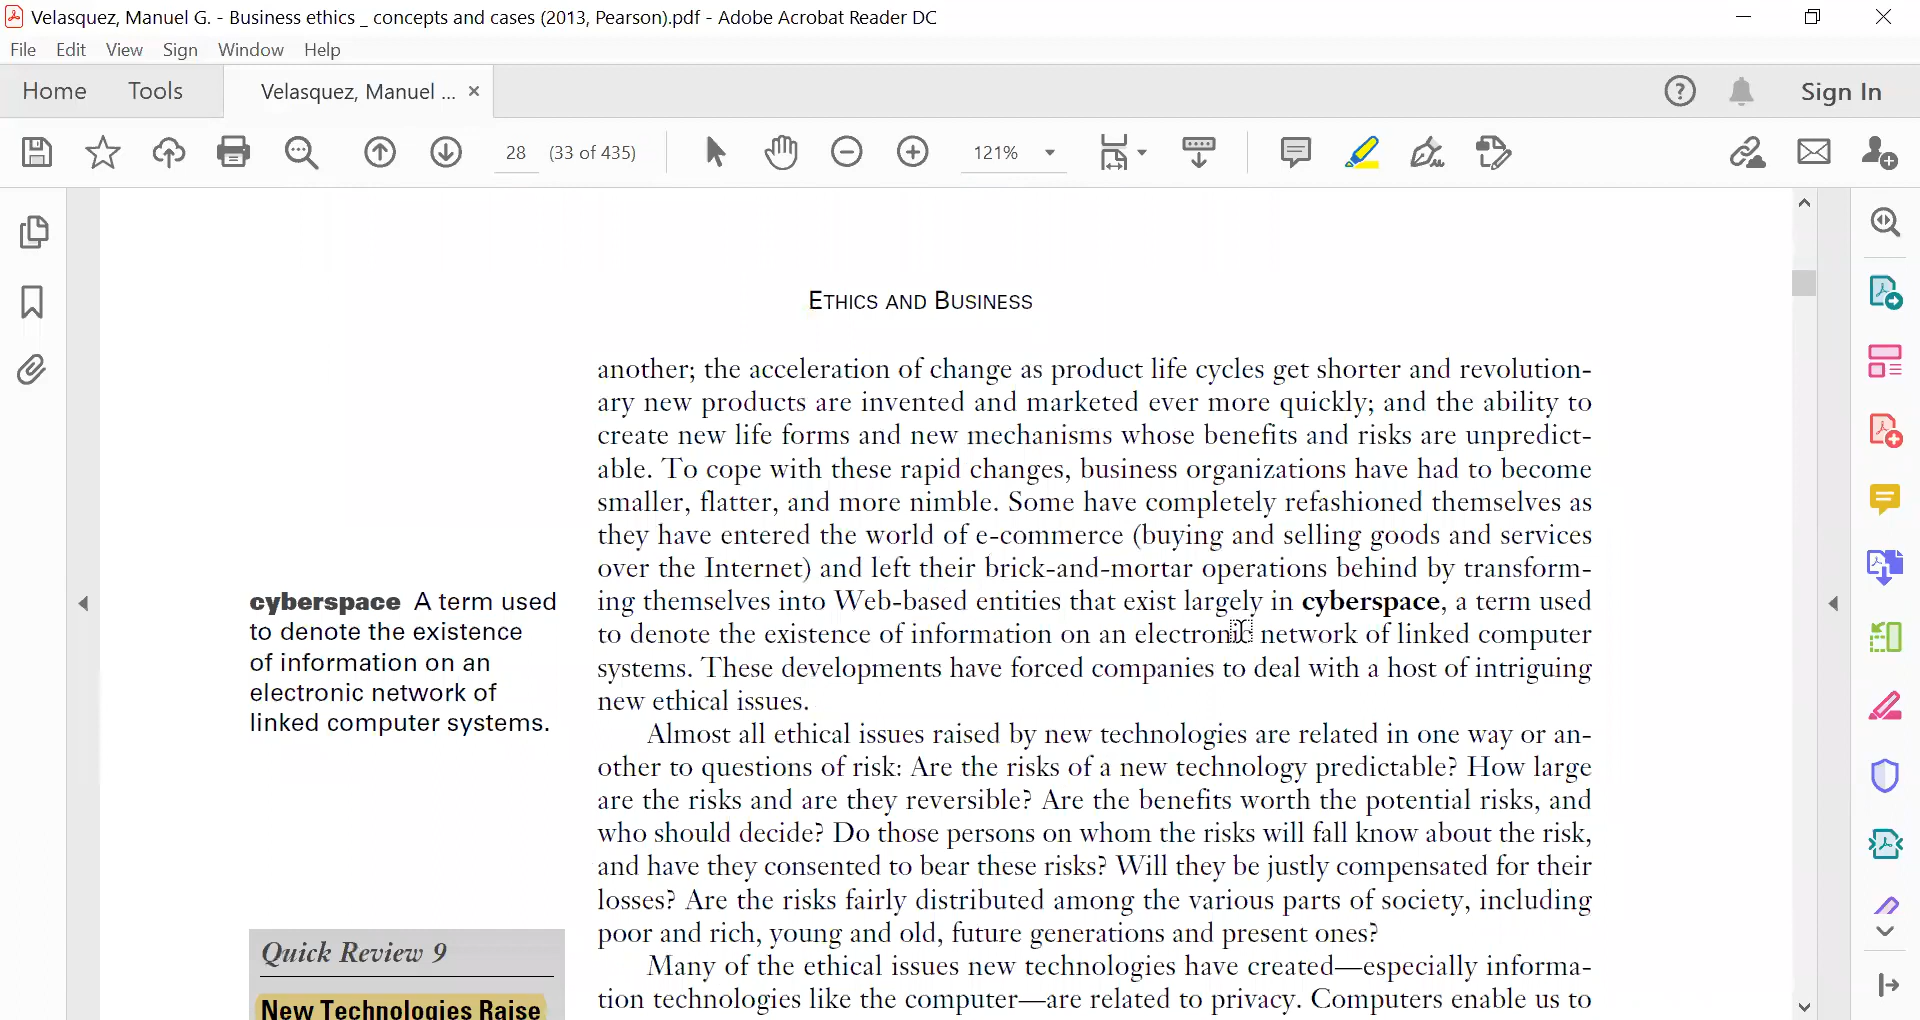 Velasquez, Manuel G. - Business ethics _ concepts and cases (2013, Pearson).pdf - Adobe Acrobat Reader DC
File Edit View Sign Window Help
Home Tools Velasquez, Manuel ... × Sign In
28 (33 of 435) 121%
ETHICS AND BUSINESS
another; the acceleration of change as product life cycles get shorter and revolution-
ary new products are invented and marketed ever more quickly; and the ability to
create new life forms and new mechanisms whose benefits and risks are unpredict-
able. To cope with these rapid changes, business organizations have had to become
smaller, flatter, and more nimble. Some have completely refashioned themselves as
they have entered the world of e-commerce (buying and selling goods and services
over the Internet) and left their brick-and-mortar operations behind by transform-
ing themselves into Web-based entities that exist largely in cyberspace, a term used
to denote the existence of information on an electronic network of linked computer
systems. These developments have forced companies to deal with a host of intriguing
new ethical issues.
Almost all ethical issues raised by new technologies are related in one way or an-
other to questions of risk: Are the risks of a new technology predictable? How large
are the risks and are they reversible? Are the benefits worth the potential risks, and
who should decide? Do those persons on whom the risks will fall know about the risk,
and have they consented to bear these risks? Will they be justly compensated for their
losses? Are the risks fairly distributed among the various parts of society, including
poor and rich, young and old, future generations and present ones?
Many of the ethical issues new technologies have created—especially informa-
tion technologies like the computer—are related to privacy. Computers enable us to
cyberspace A term used
to denote the existence
of information on an
electronic network of
linked computer systems.
Quick Review 9
New Technologies Raise